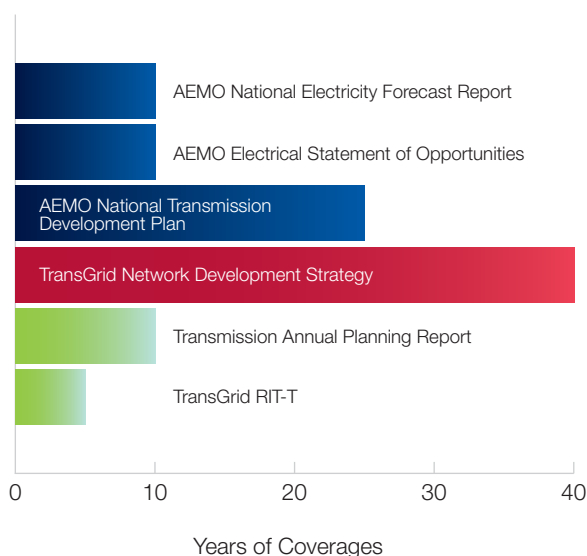 AEMO National Electricity Forecast Report
AEMO Electrical Statement of Opportunities
AEMO National Transmission
Development Plan
TransGrid Network Development Strategy
Transmission Annual Planning Report
TransGrid RIT-T
0 10 20 30 40
Years of Coverages